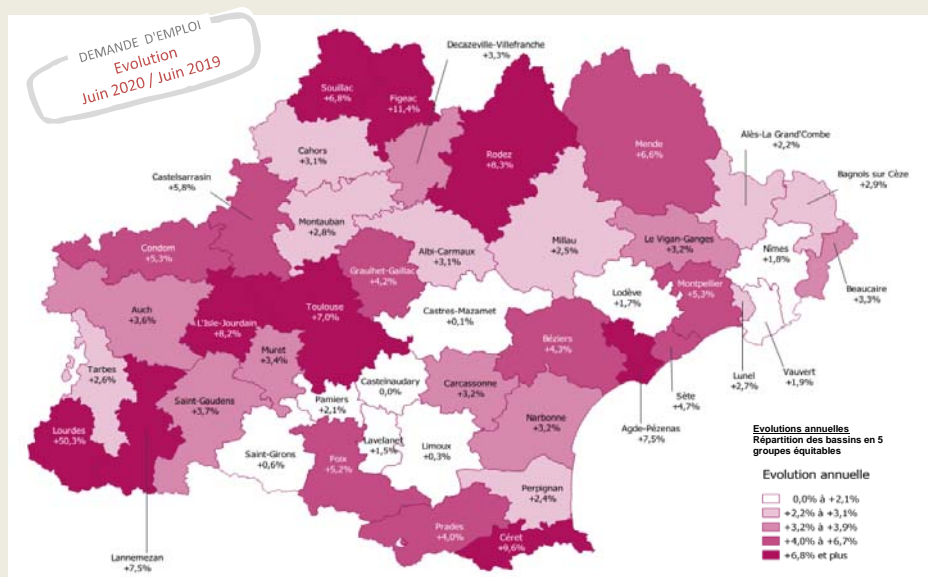 DEMANDE D'EMPLOI
Evolution
Juin 2020 / Juin 2019
Decazeville-Villefranche
+3,3%
Souillac
+6,8%
Figeac
+11,4%
Cahors
+3,1%
Rodez
+8,3%
Mende
+6,6%
Alès-La Grand'Combe
+2,2%
Bagnols sur Cèze
+2,9%
Castelsarrasin
+5,8%
Montauban
+2,8%
Condom
+5,3%
Albi-Carmaux
+3,1%
Millau
+2,5%
Le Vigan-Ganges
+3,2%
Nîmes
+1,8%
Graulhet-Gaillac
+4,2%
Montpellier
+5,3%
Beaucaire
+3,3%
Lodève
+1,7%
Auch
+3,6%
L'Isle-Jourdain
+8,2%
Toulouse
+7,0%
Castres-Mazamet
+0,1%
Béziers
+4,3%
Muret
+3,4%
Tarbes
+2,6%
Castelnaudary
0,0%
Carcassonne
+3,2%
Lunel
+2,7%
Vauvert
+1,9%
Saint-Gaudens
+3,7%
Pamiers
+2,1%
Sète
+4,7%
Narbonne
+3,2%
Agde-Pézenas
+7,5%
Lourdes
+50,3%
Saint-Girons
+0,6%
Foix
+5,2%
Lavelanet
+1,5%
Limoux
+0,3%
Perpignan
+2,4%
Prades
+4,0%
Céret
+9,6%
Lannemezan
+7,5%
Evolutions annuelles
Répartition des bassins en 5
groupes équitables
Evolution annuelle
0,0% à +2,1%
+2,2% à +3,1%
+3,2% à +3,9%
+4,0% à +6,7%
+6,8% et plus